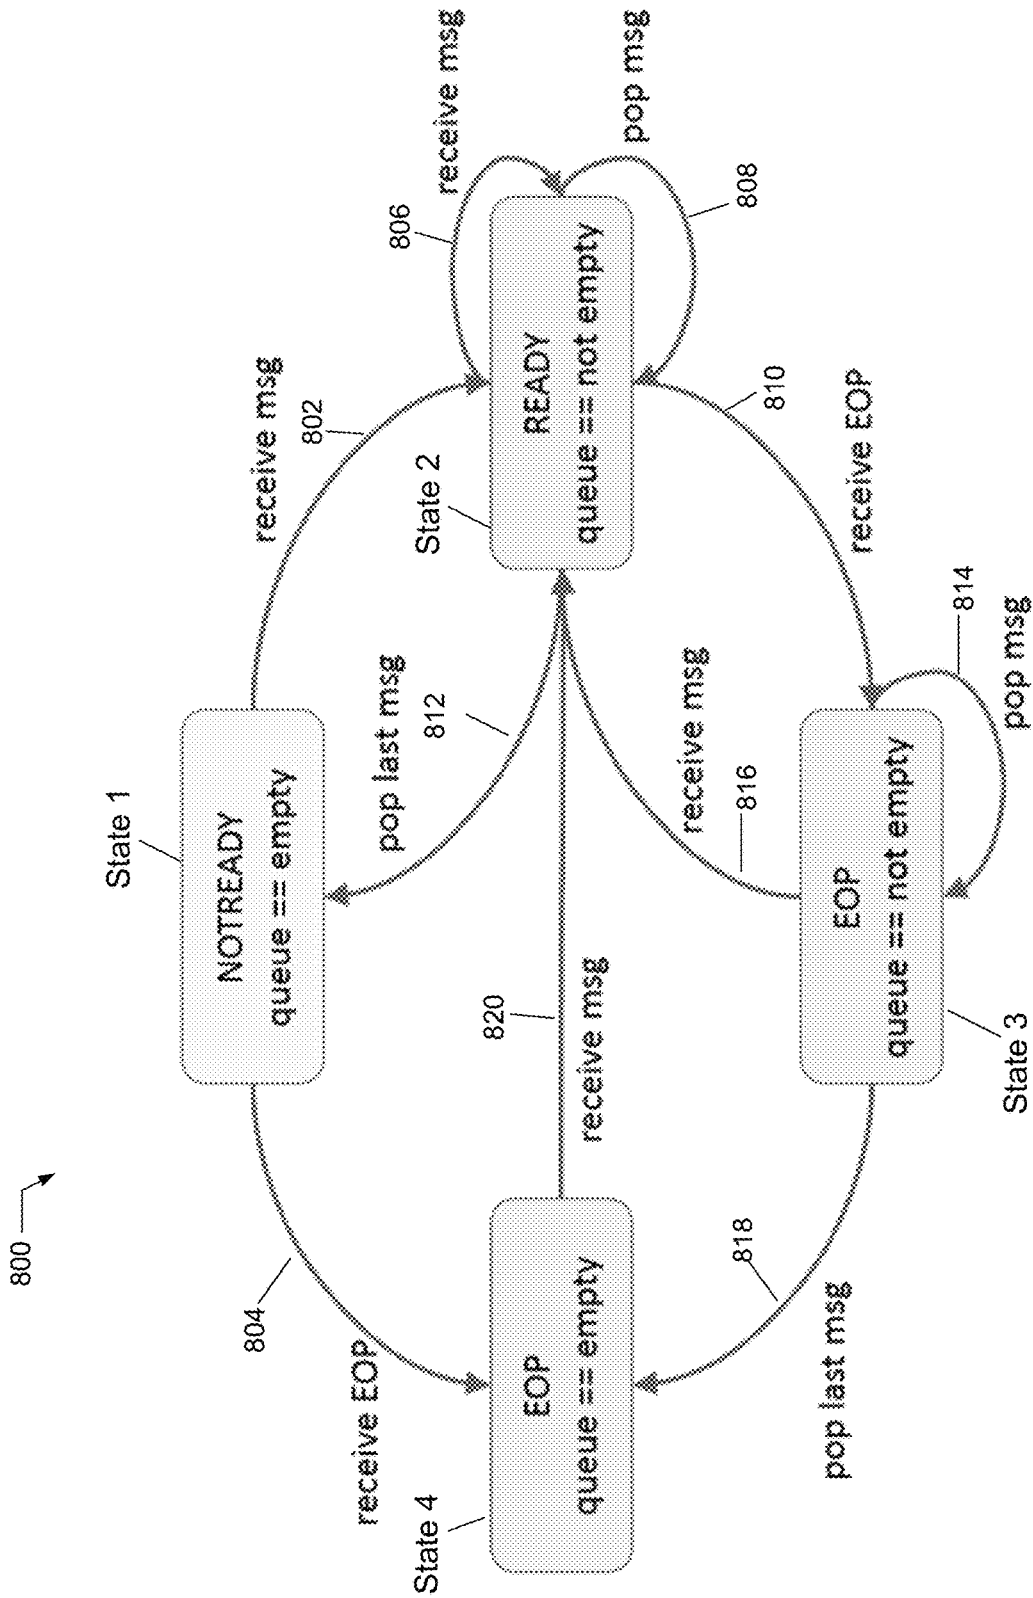 800
State 1
NOTREADY
queue == empty
receive msg
802
804
receive EOP
State 4
EOP
queue == empty
State 2
READY
queue == not empty
806
receive msg
pop msg
808
pop last msg
812
820
receive msg
receive msg
816
810
receive EOP
818
pop last msg
EOP
queue == not empty
State 3
814
pop msg